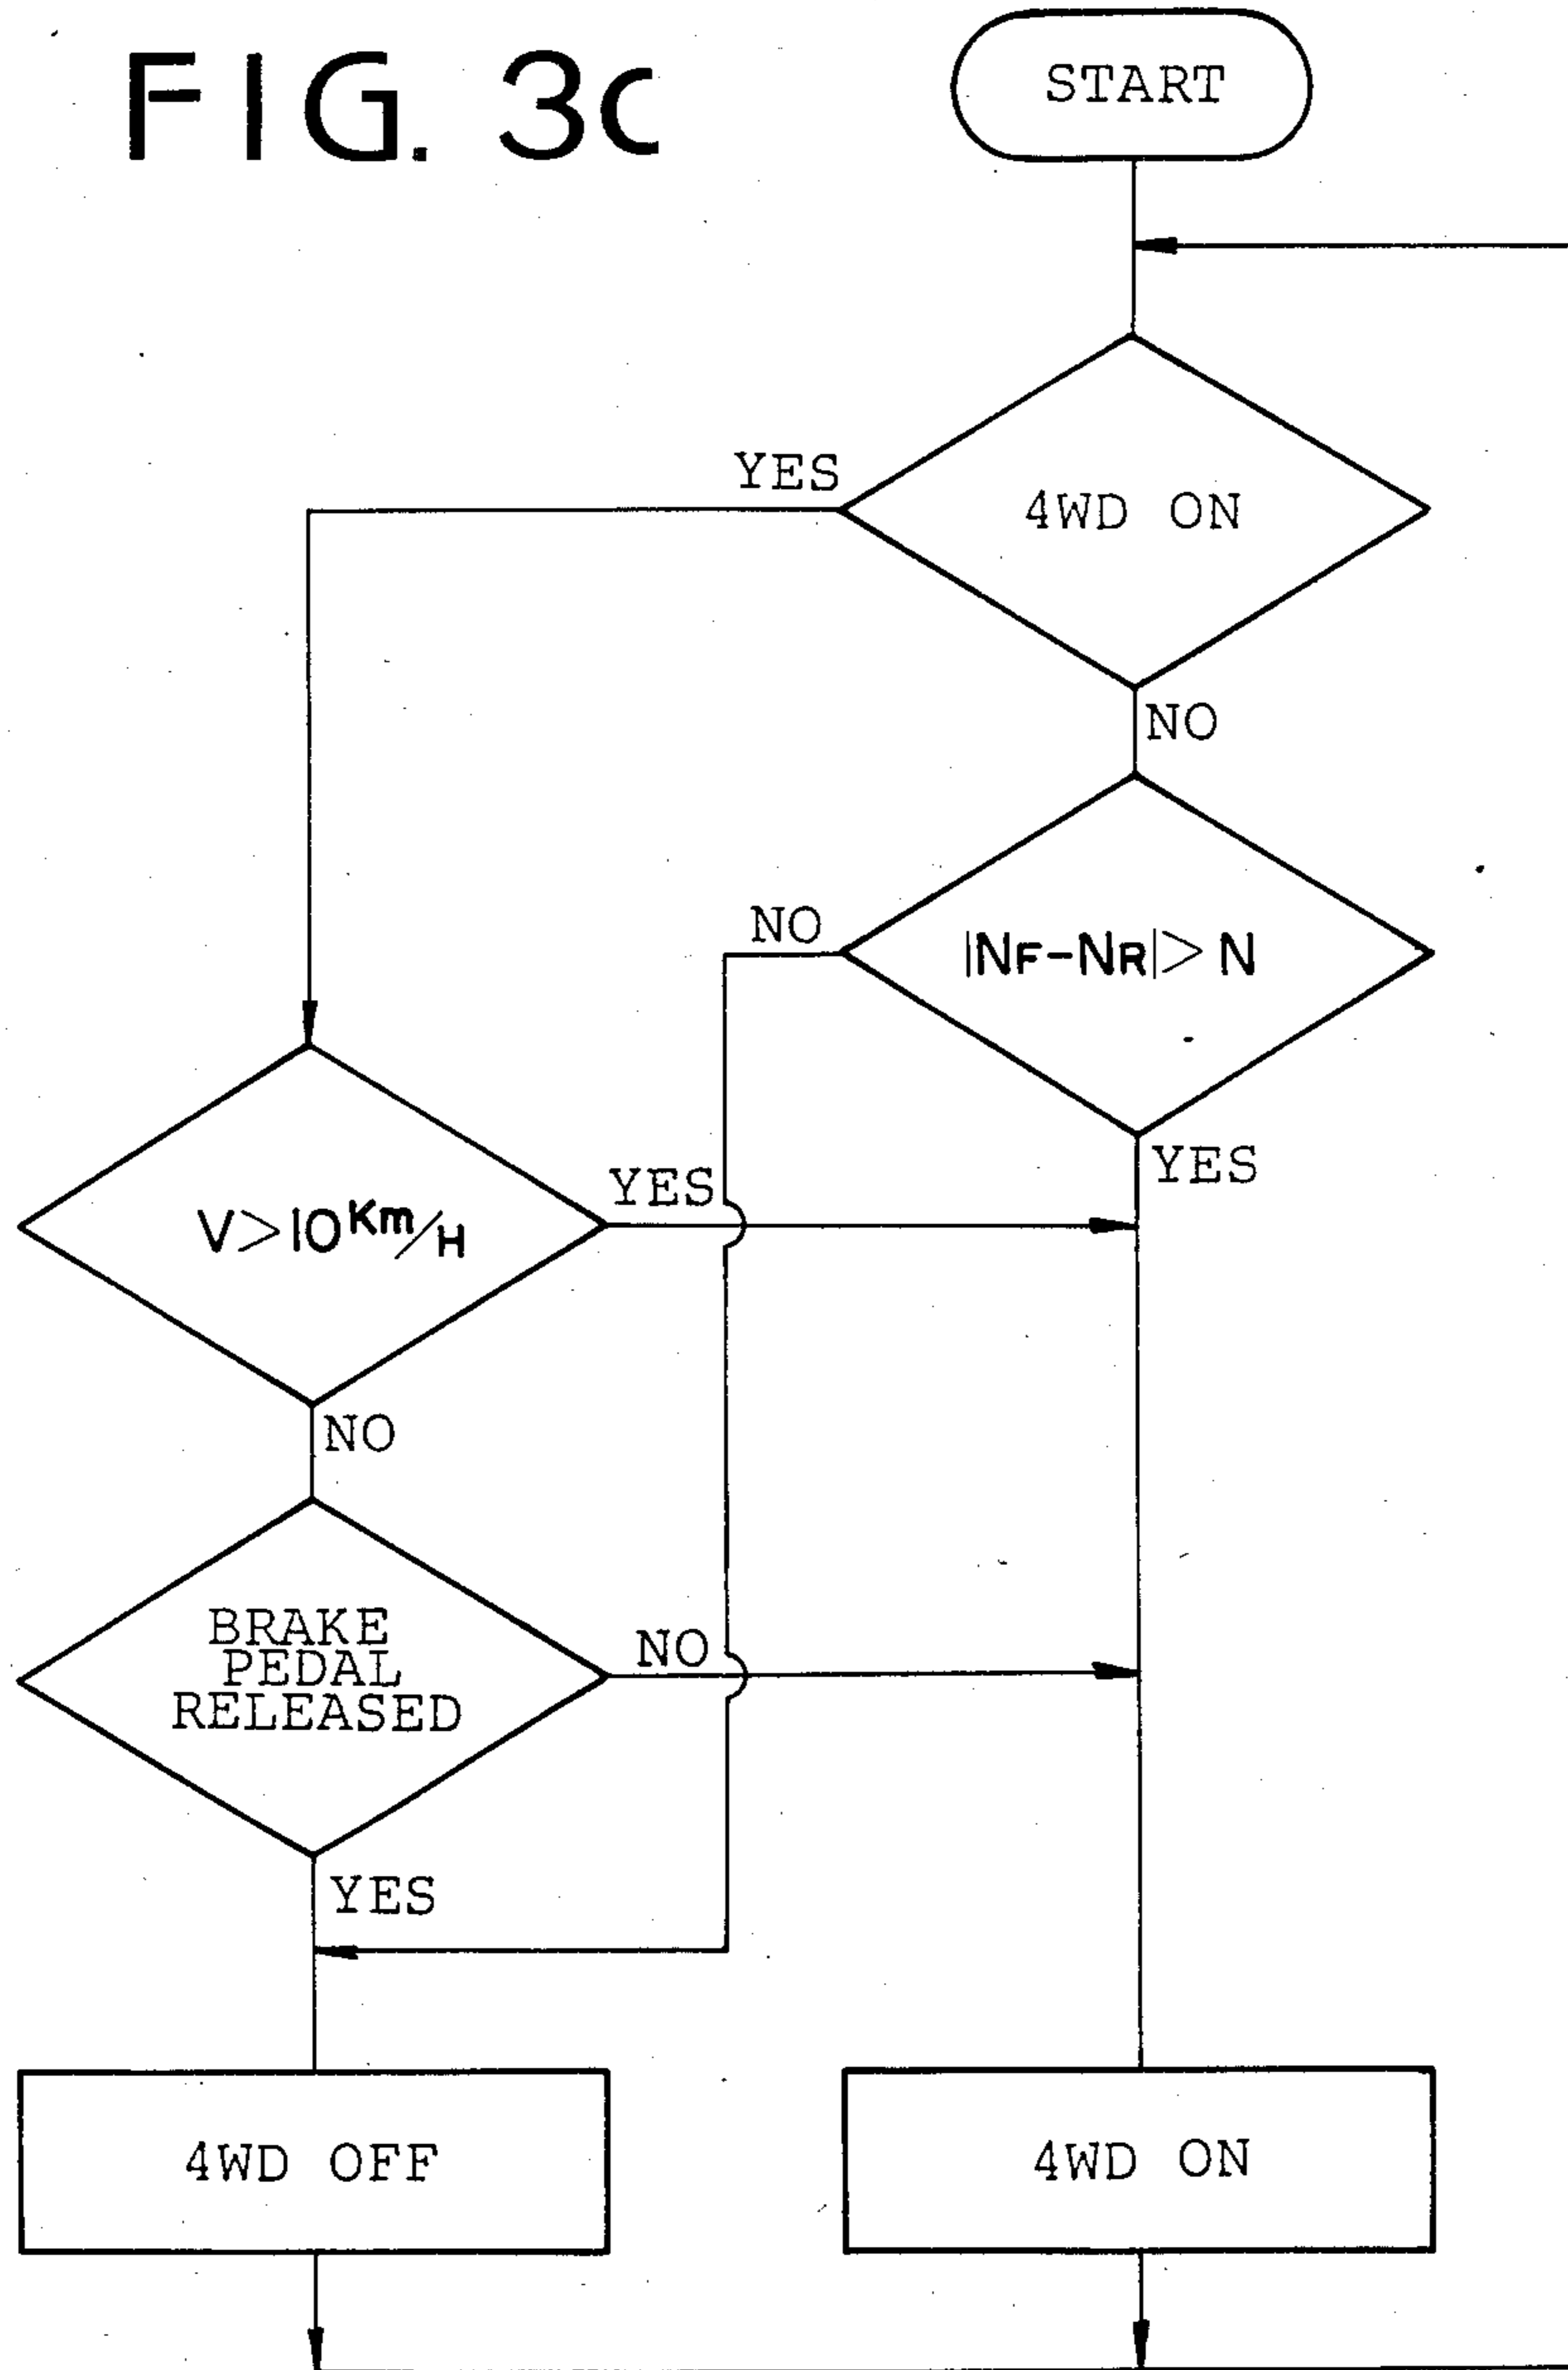 FIG. 3c
START
YES
4WD ON
NO
NO
|NF-NR|>N
YES
YES
V>10Km/H
NO
BRAKE
PEDAL
RELEASED
NO
YES
4WD OFF
4WD ON